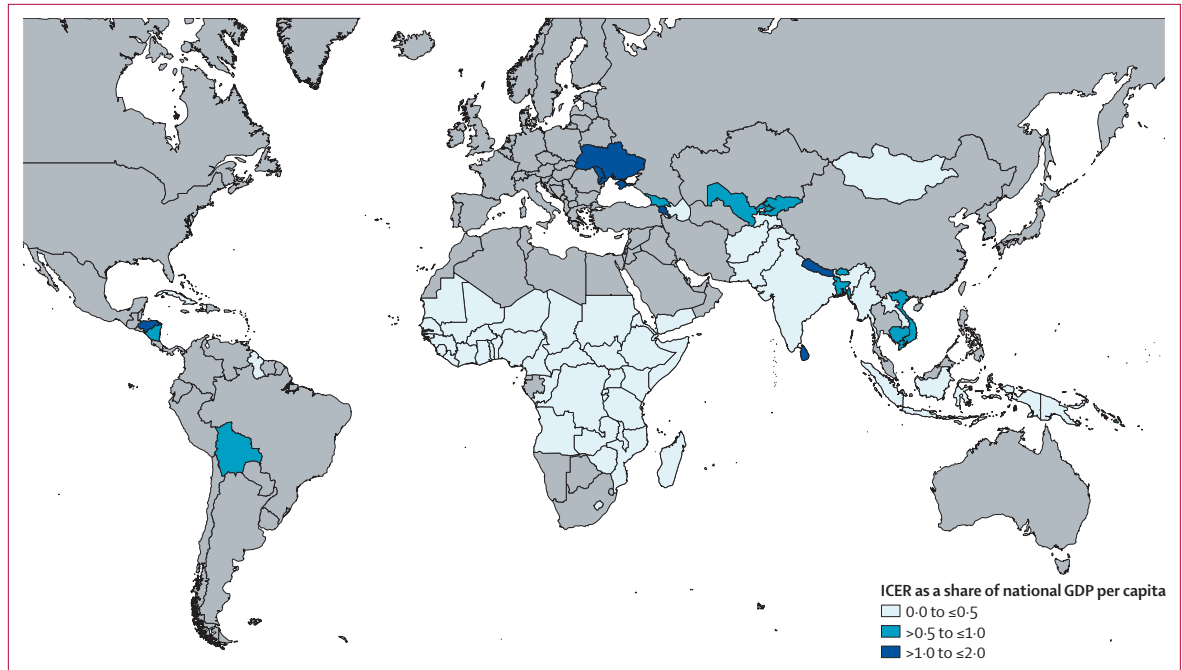 ICER as a share of national GDP per capita
0·0 to ≤0·5
>0·5 to ≤1·0
>1·0 to ≤2·0